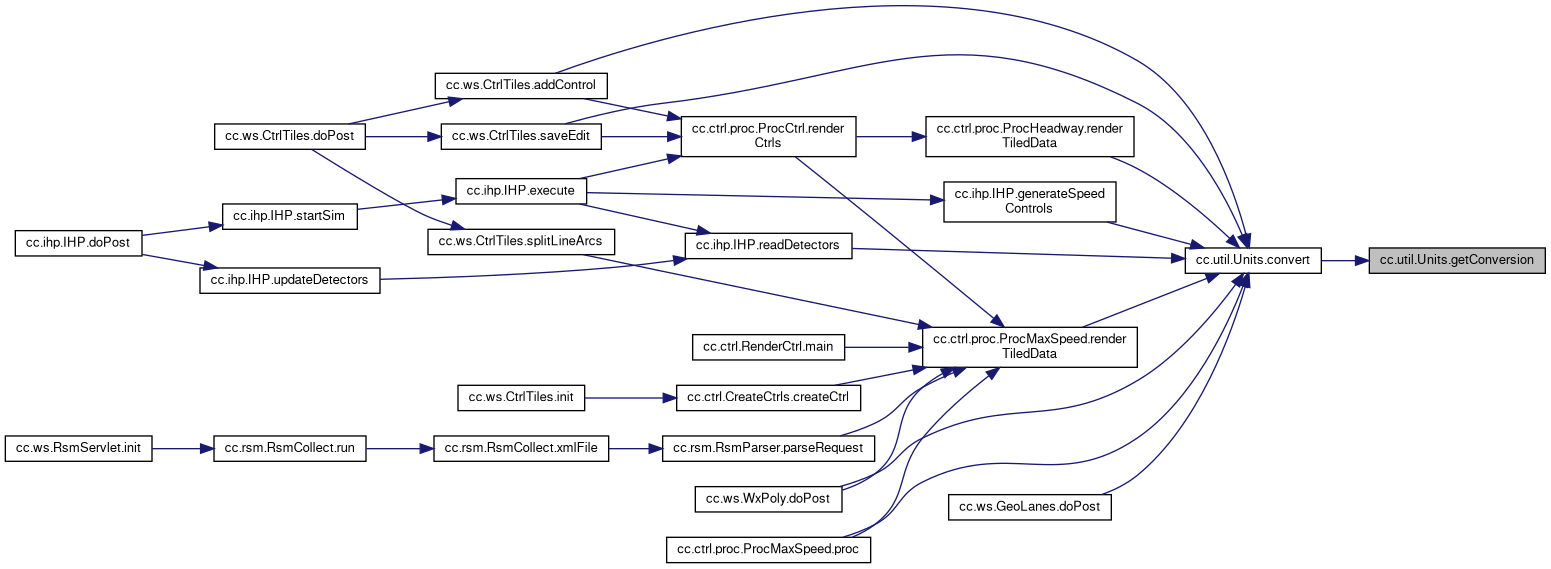 cc.ws.CtrlTiles.addControl
cc.ws.CtrlTiles.doPost
cc.ws.CtrlTiles.saveEdit
cc.ctrl.proc.ProcCtrl.render
Ctrls
cc.ctrl.proc.ProcHeadway.render
TiledData
cc.ihp.IHP.execute
cc.ihp.IHP.generateSpeed
Controls
cc.ihp.IHP.startSim
cc.ihp.IHP.doPost
cc.ws.CtrlTiles.splitLineArcs
cc.ihp.IHP.readDetectors
cc.util.Units.convert
cc.util.Units.getConversion
cc.ihp.IHP.updateDetectors
cc.ctrl.RenderCtrl.main
cc.ctrl.proc.ProcMaxSpeed.render
TiledData
cc.ws.CtrlTiles.init
cc.ctrl.CreateCtrls.createCtrl
cc.ws.RsmServlet.init
cc.rsm.RsmCollect.run
cc.rsm.RsmCollect.xmlFile
cc.rsm.RsmParser.parseRequest
cc.ws.WxPoly.doPost
cc.ws.GeoLanes.doPost
cc.ctrl.proc.ProcMaxSpeed.proc